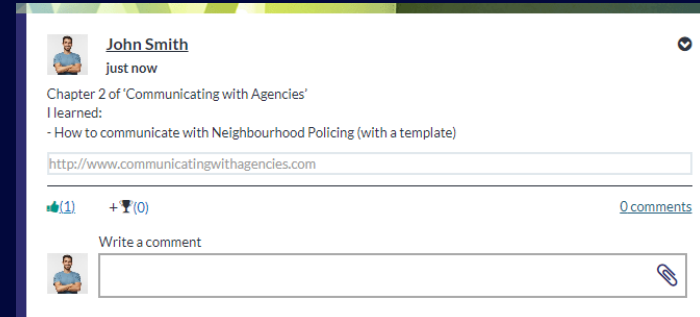 John Smith
just now
Chapter 2 of ‘Communicating with Agencies’
I learned:
- How to communicate with Neighbourhood Policing (with a template)
http://www.communicatingwithagencies.com
(1) +(0) 0 comments
Write a comment